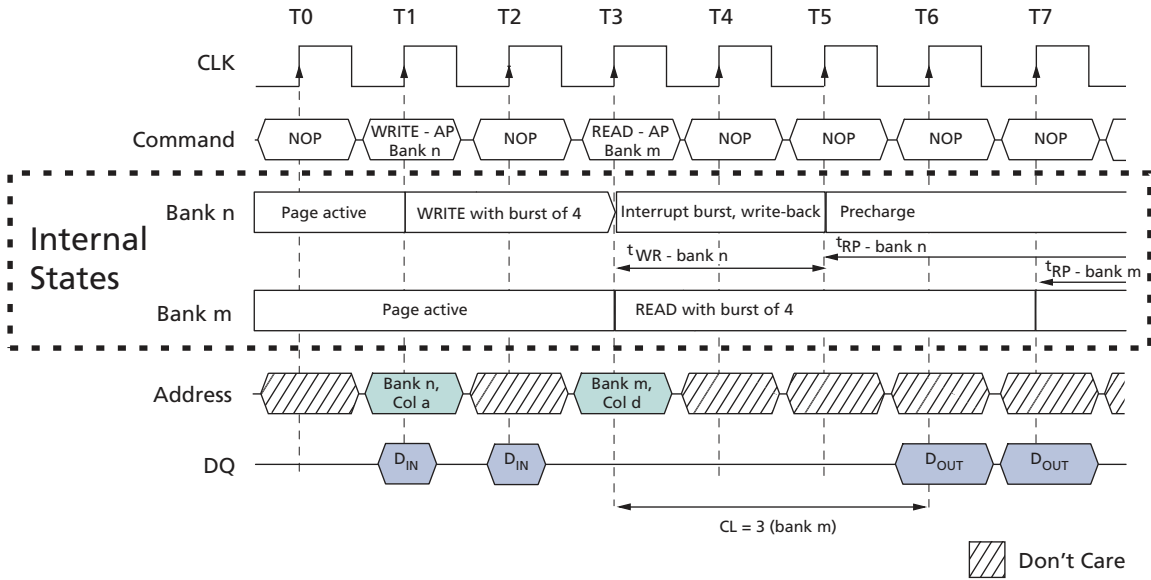 T0 T1 T2 T3 T4 T5 T6 T7
CLK
Command NOP WRITE - AP Bank n NOP READ - AP Bank m NOP NOP NOP NOP
Internal States
Bank n Page active WRITE with burst of 4 Interrupt burst, write-back Precharge
tWR - bank n tRP - bank n
tRP - bank m
Bank m Page active READ with burst of 4
Address Bank n, Col a Bank m, Col d
DQ DIN DIN DOUT DOUT
CL = 3 (bank m)
Don't Care